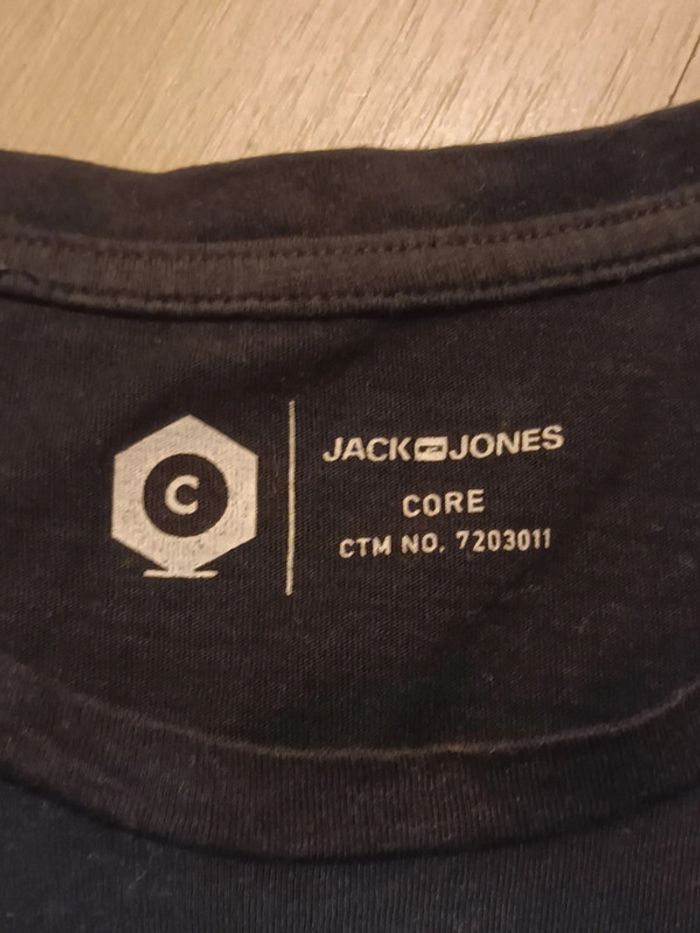 C
JACK JONES
CORE
CTM NO. 7203011